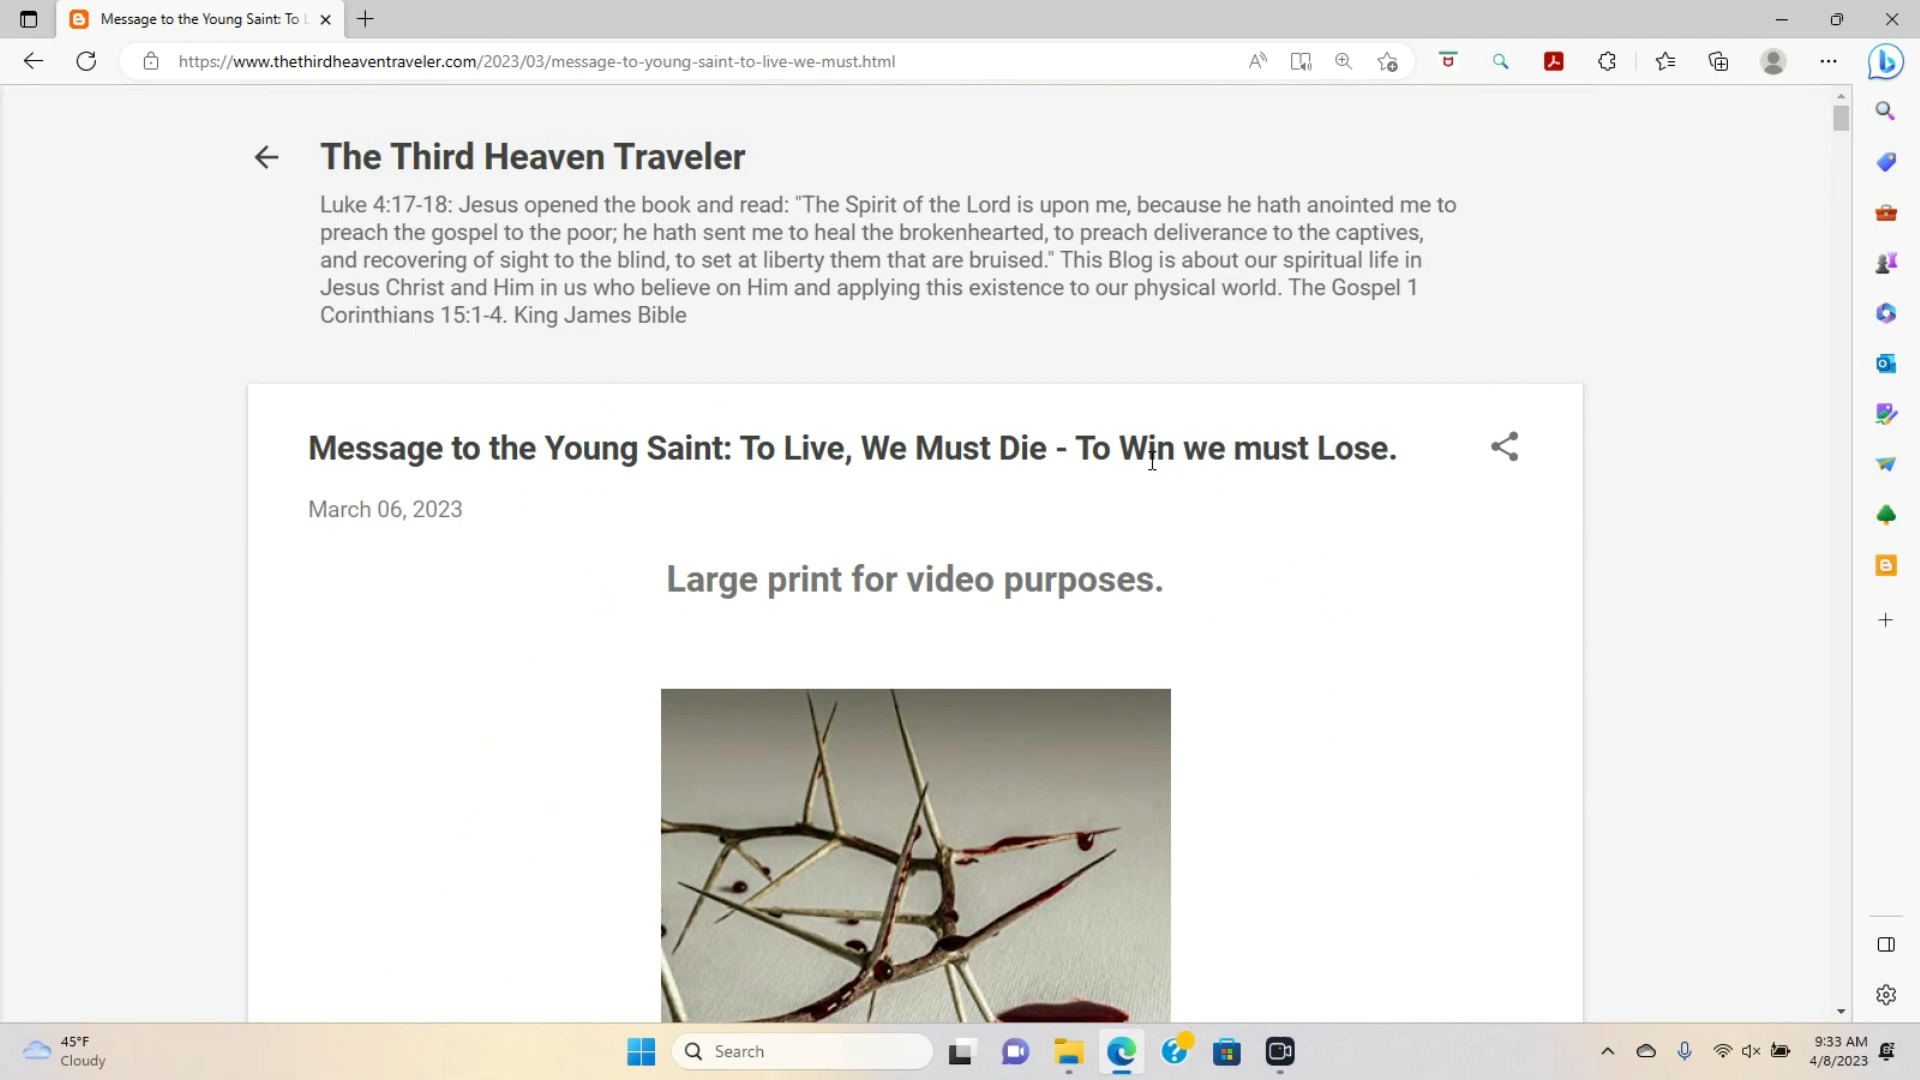 Message to the Young Saint: To L
https://www.thethirdheaventraveler.com/2023/03/message-to-young-saint-to-live-we-must.html
The Third Heaven Traveler
Luke 4:17-18: Jesus opened the book and read: "The Spirit of the Lord is upon me, because he hath anointed me to
preach the gospel to the poor; he hath sent me to heal the brokenhearted, to preach deliverance to the captives,
and recovering of sight to the blind, to set at liberty them that are bruised." This Blog is about our spiritual life in
Jesus Christ and Him in us who believe on Him and applying this existence to our physical world. The Gospel 1
Corinthians 15:1-4. King James Bible
Message to the Young Saint: To Live, We Must Die - To Win we must Lose.
March 06, 2023
Large print for video purposes.
45°F
Cloudy
Search
9:33 AM
4/8/2023